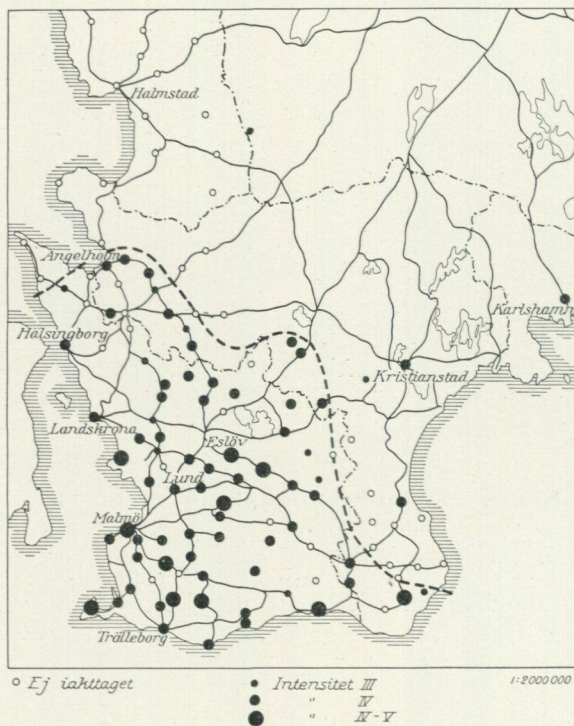 Halmstad
Ängelholm
Karlshamn
Hälsingborg
Kristianstad
Landskrona
Eslöv
Lund
Malmö
Trälleborg
Ej iakttaget
Intensitet III
" IV
" IV-V
1:2000000